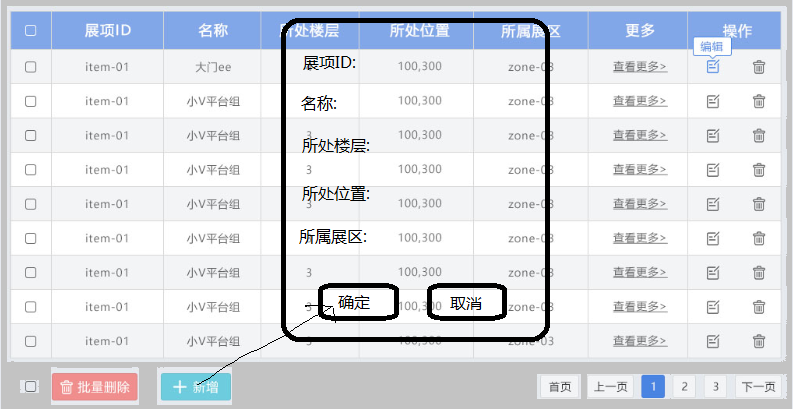 展项ID 名称 所处楼层 所处位置 所属展区 更多 操作
编辑
item-01 大门ee 100,300 zone-03 查看更多>
展项ID:
item-01 小V平台组 100,300 zone-03 查看更多>
名称:
item-01 小V平台组 3 100,300 zone-03 查看更多>
所处楼层:
item-01 小V平台组 3 100,300 zone-03 查看更多>
item-01 小V平台组 3 100,300 zone-03 查看更多>
所处位置:
item-01 小V平台组 100,300 zone-03 查看更多>
所属展区:
item-01 小V平台组 3 100,300 zone-03 查看更多>
item-01 小V平台组 100,300 zone-03 查看更多>
确定 取消
item-01 小V平台组 3 100,300 zone-03 查看更多>
批量删除 新增 首页 上一页 1 2 3 下一页